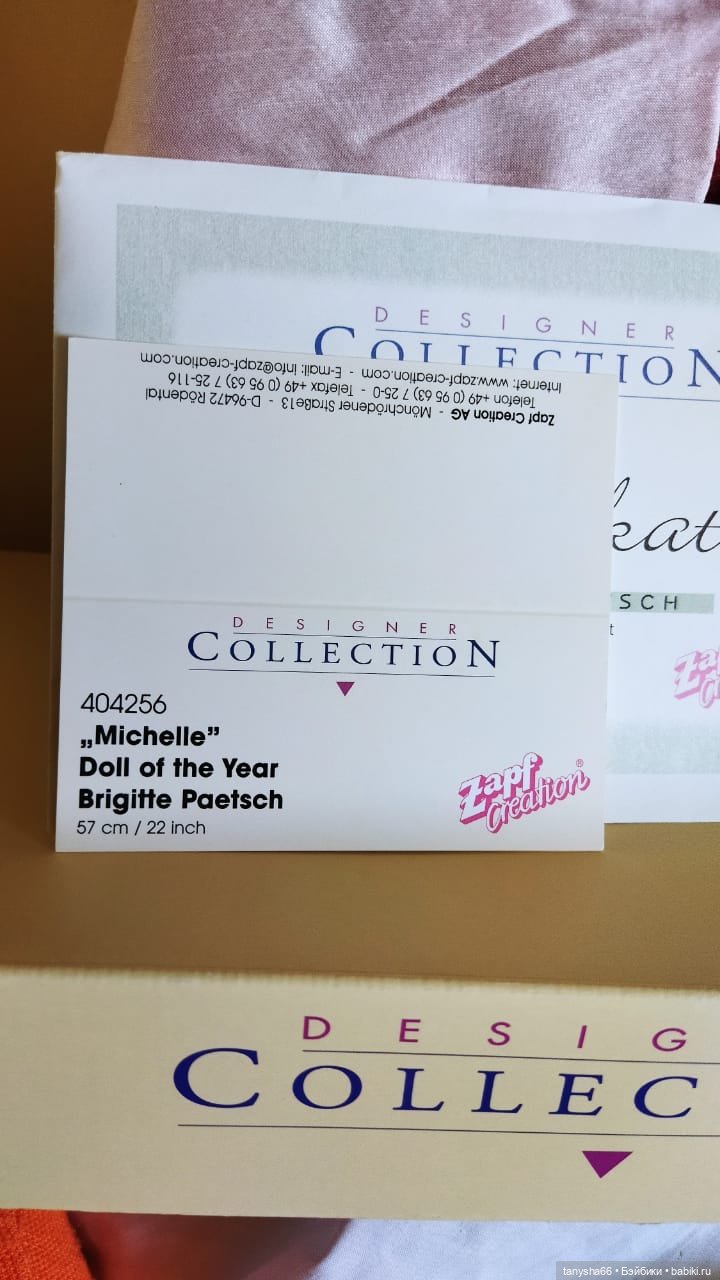 DESIGNER
COLLECTION
kat
SCH
t
Zapf Creation AG - Mönchrödener Straße13 - D-96472 Rödental
Telefon +49 (0) 95 63) 7 25-0 - Telefax +49 (0) 95 63) 7 25-116
Internet: www.zapf-creation.com - E-mail: info@zapf-creation.com
DESIGNER
COLLECTION
404256
„Michelle”
Doll of the Year
Brigitte Paetsch
57 cm / 22 inch
Zapf Creation®
DESIG
COLLEC
tanysha66 • Бэйбики • babiki.ru